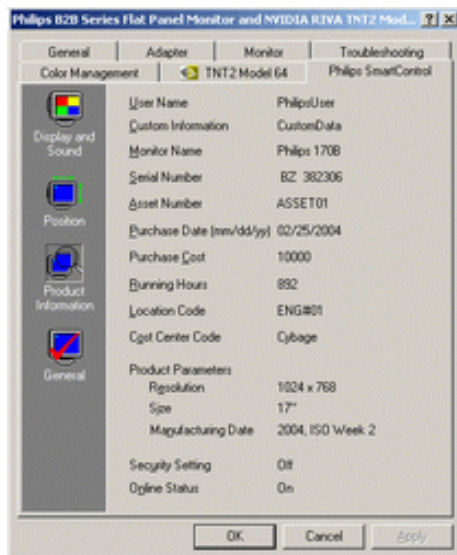 Philips B2B Series Flat Panel Monitor and NVIDIA RIVA TNT2 Mod...
General Adapter Monitor Troubleshooting
Color Management TNT2 Model 64 Philips SmartControl
Display and Sound
Position
Product Information
General
User Name PhilipsUser
Custom Information CustomData
Monitor Name Philips 170B
Serial Number BZ 382306
Asset Number ASSET01
Purchase Date (mm/dd/yy) 02/25/2004
Purchase Cost 10000
Running Hours 892
Location Code ENG#01
Cost Center Code Cybage
Product Parameters
Resolution 1024 x 768
Size 17"
Manufacturing Date 2004, ISO Week 2
Security Setting Off
Online Status On
OK Cancel Apply